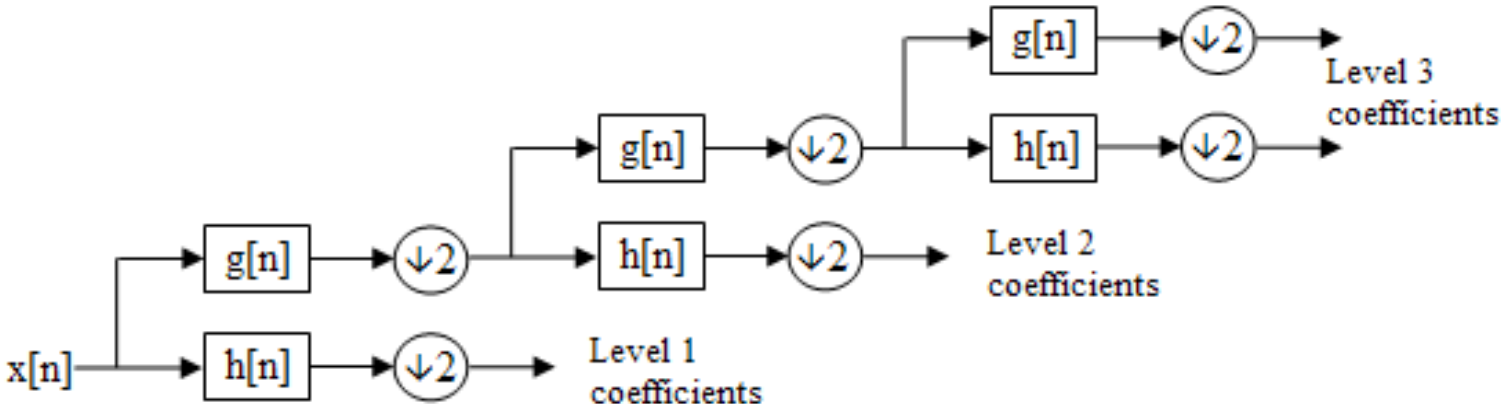 g[n]
↓2
Level 3
coefficients
g[n]
↓2
h[n]
↓2
g[n]
↓2
h[n]
↓2
Level 2
coefficients
x[n]
h[n]
↓2
Level 1
coefficients